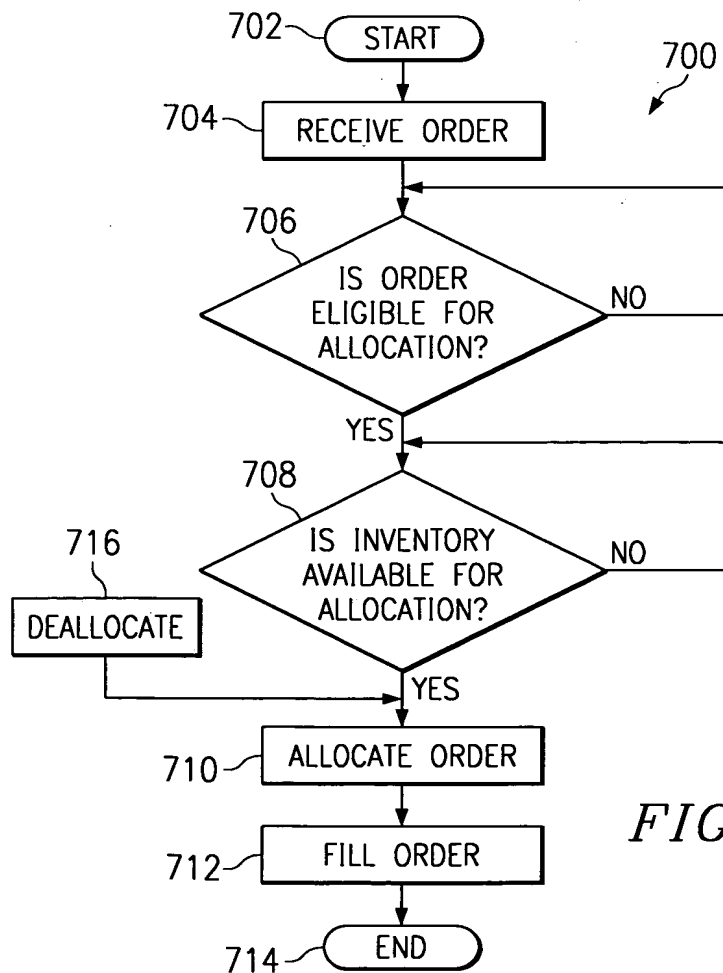 702
START
700
704
RECEIVE ORDER
706
IS ORDER
ELIGIBLE FOR
ALLOCATION?
NO
YES
708
IS INVENTORY
AVAILABLE FOR
ALLOCATION?
NO
716
DEALLOCATE
YES
710
ALLOCATE ORDER
FIG
712
FILL ORDER
714
END